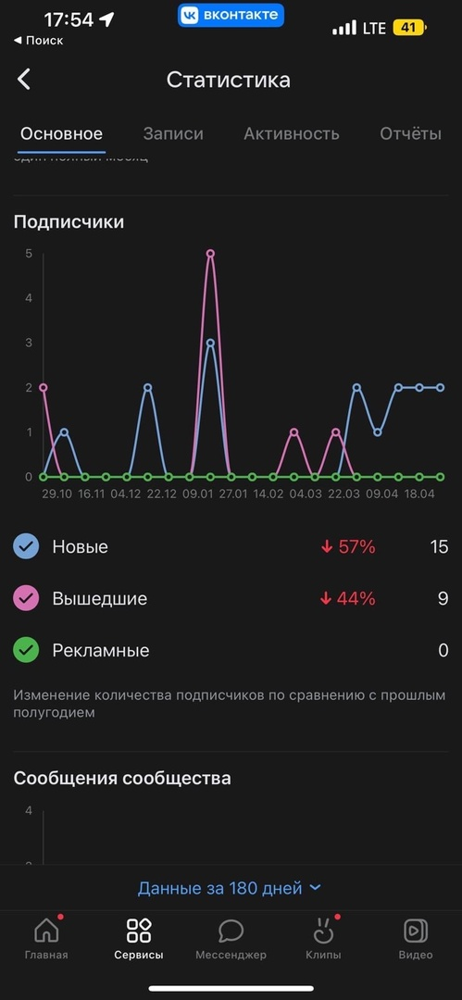 17:54
вконтакте
LTE
41
Поиск
Статистика
Основное Записи Активность Отчёты
один полный месяц
Подписчики
5
4
3
2
1
0
29.10 16.11 04.12 22.12 09.01 27.01 14.02 04.03 22.03 09.04 18.04
Новые 57% 15
Вышедшие 44% 9
Рекламные 0
Изменение количества подписчиков по сравнению с прошлым
полугодием
Сообщения сообщества
4
Данные за 180 дней
Главная Сервисы Мессенджер Клипы Видео